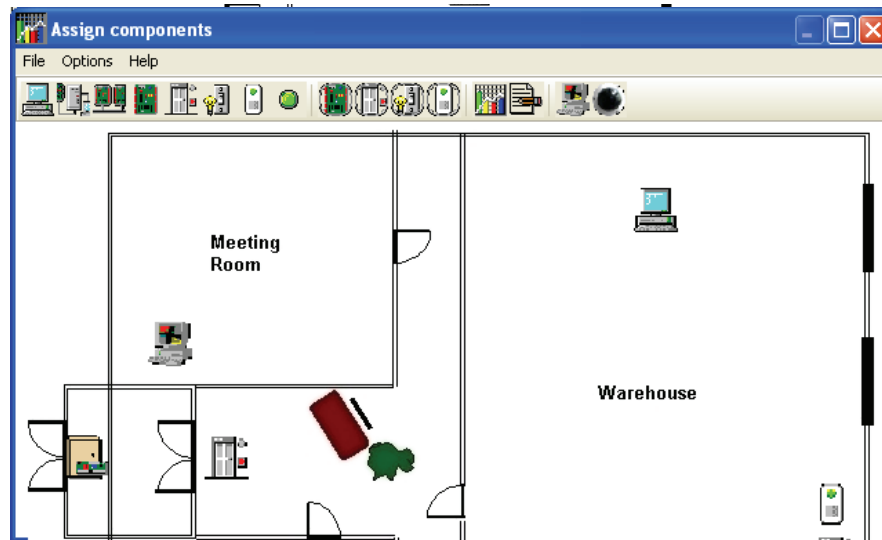 Assign components
File Options Help
Meeting
Room
Warehouse